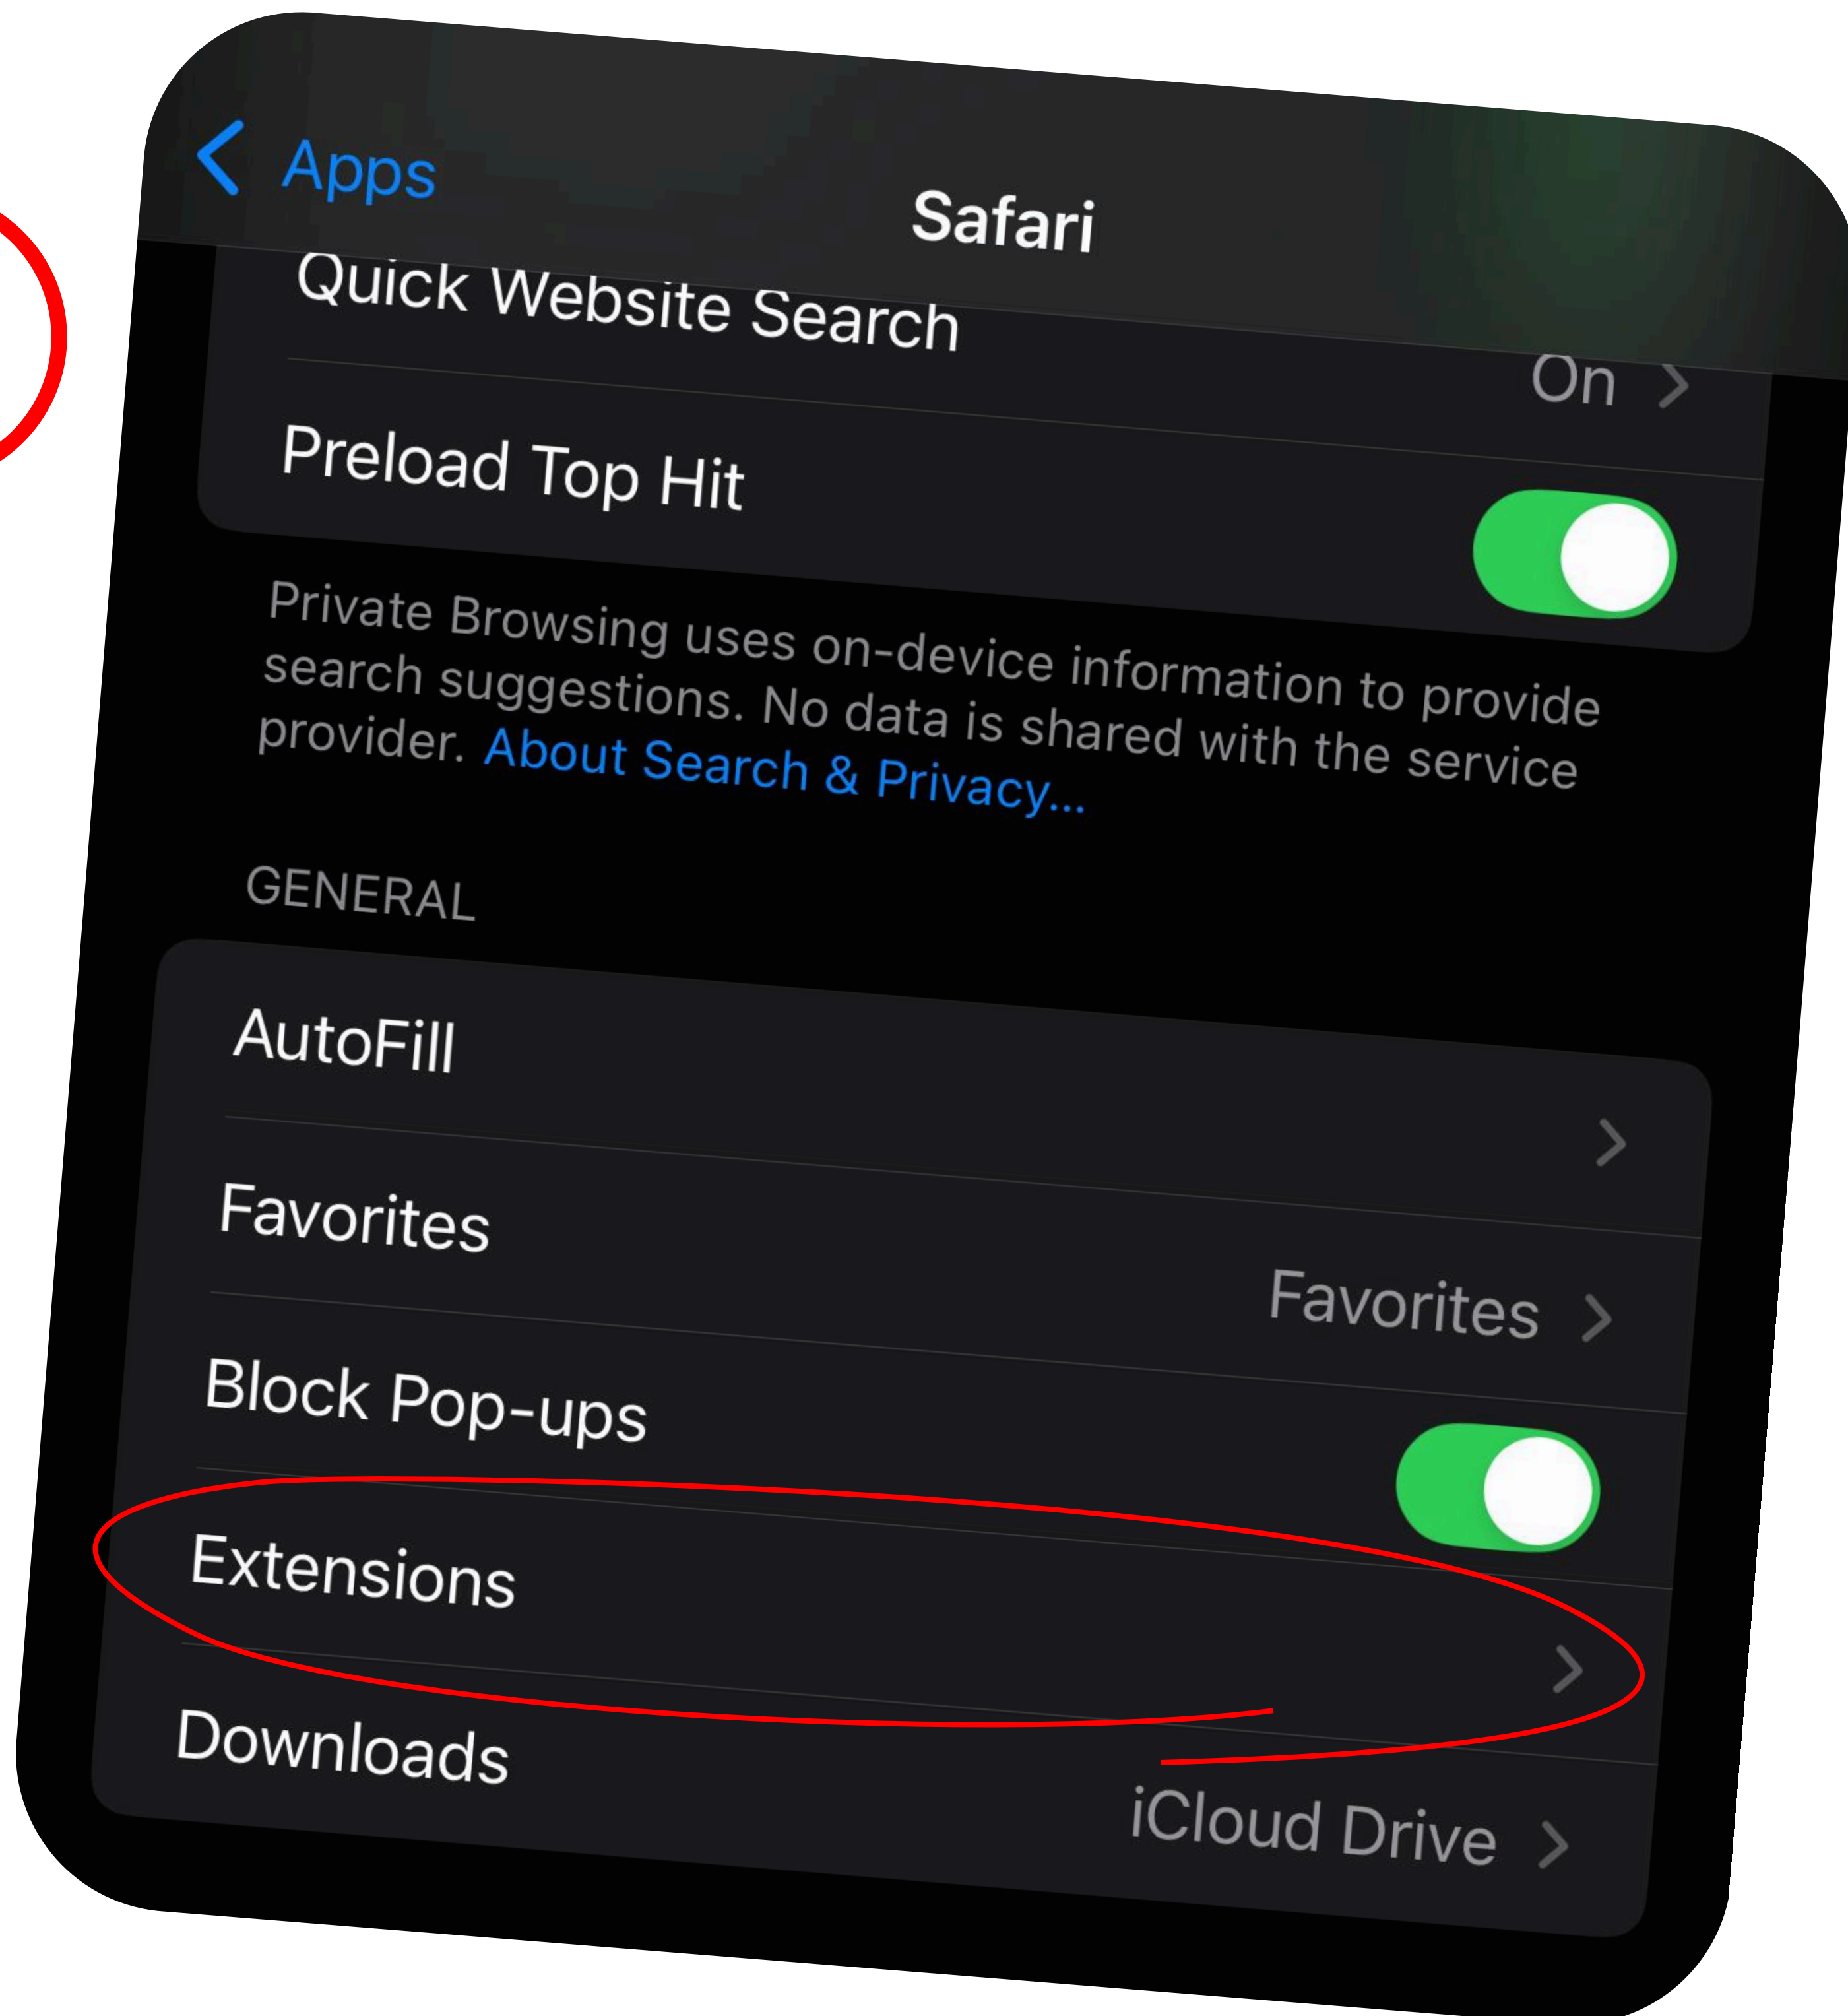 Apps
Safari
Quick Website Search
On
Preload Top Hit
Private Browsing uses on-device information to provide
search suggestions. No data is shared with the service
provider. About Search & Privacy...
GENERAL
AutoFill
Favorites
Favorites
Block Pop-ups
Extensions
Downloads
iCloud Drive